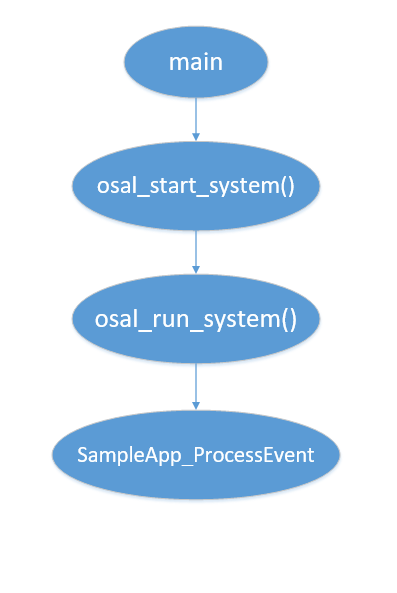 main
osal_start_system()
osal_run_system()
SampleApp_ProcessEvent